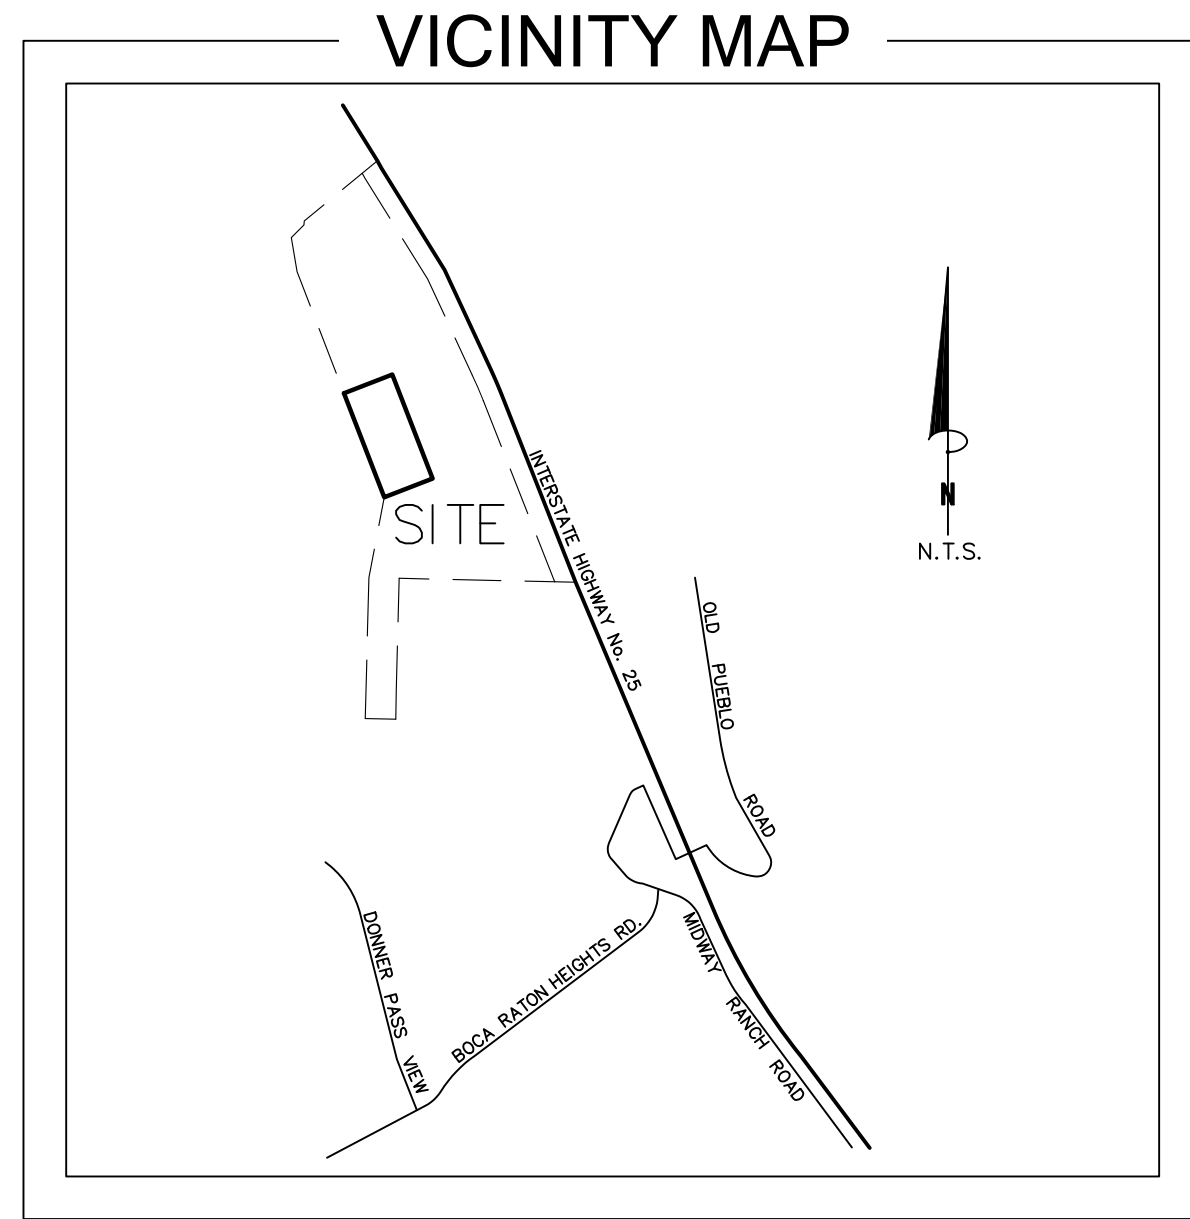 VICINITY MAP
INTERSTATE HIGHWAY No. 25
SITE
N
N.T.S.
OLD PUEBLO ROAD
DONNER PASS VIEW
BOCA RATON HEIGHTS RD.
MIDWAY RANCH ROAD